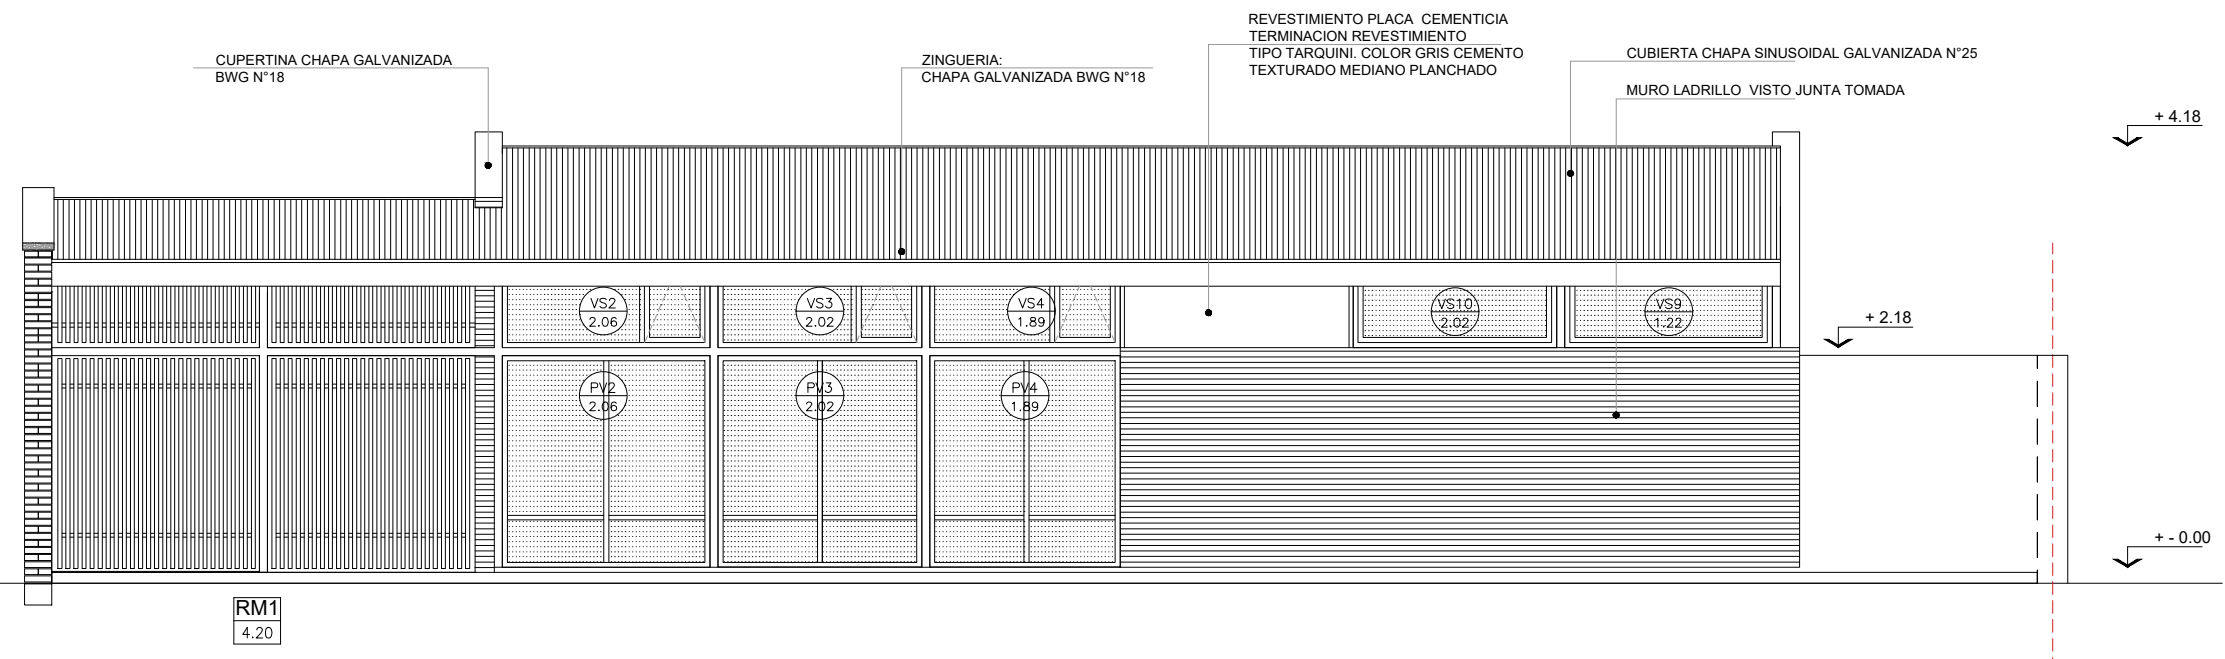 REVESTIMIENTO PLACA CEMENTICIA
TERMINACION REVESTIMIENTO
TIPO TARQUINI. COLOR GRIS CEMENTO
TEXTURADO MEDIANO PLANCHADO
CUPERTINA CHAPA GALVANIZADA
BWG N°18
ZINGUERIA:
CHAPA GALVANIZADA BWG N°18
CUBIERTA CHAPA SINUSOIDAL GALVANIZADA N°25
MURO LADRILLO VISTO JUNTA TOMADA
+ 4.18
VS2
2.06
VS3
2.02
VS4
1.89
VS10
2.02
VS9
1.22
+ 2.18
PV2
2.06
PV3
2.02
PV4
1.89
+ - 0.00
RM1
4.20